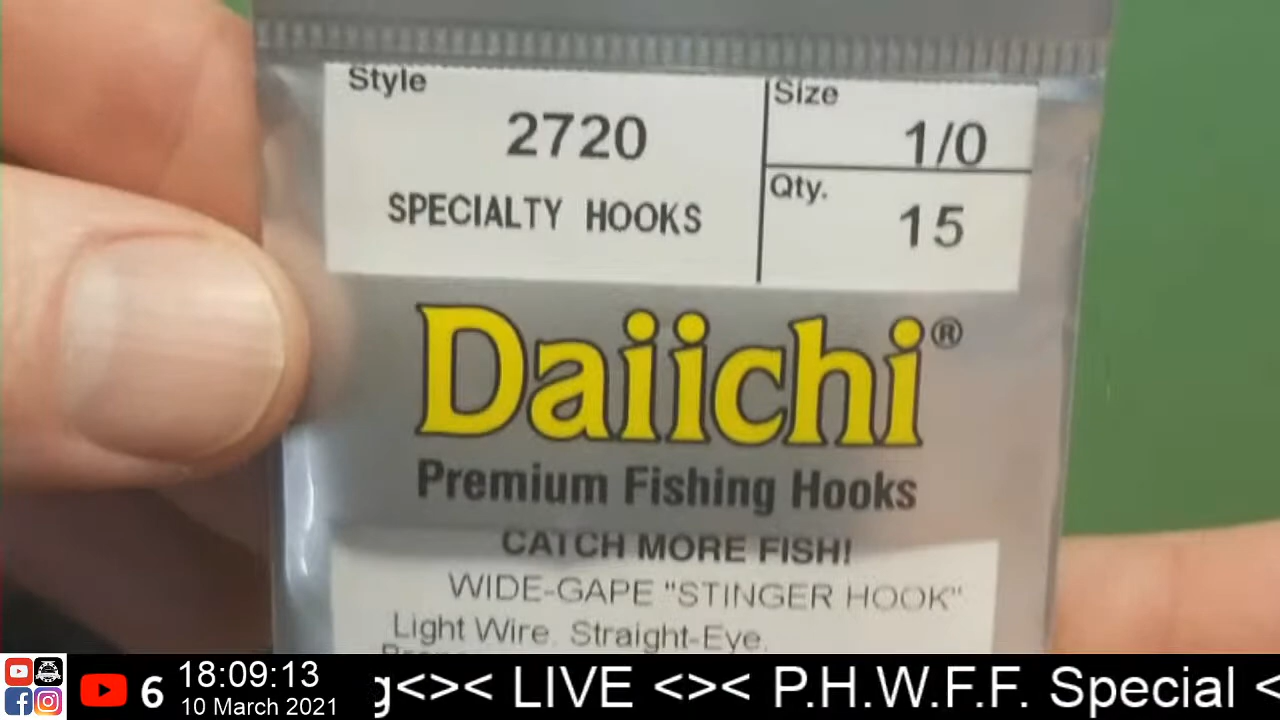 Style
2720
SPECIALTY HOOKS
Size
1/0
Qty.
15
Daiichi®
Premium Fishing Hooks
CATCH MORE FISH!
WIDE-GAPE "STINGER HOOK"
Light Wire. Straight-Eye.
6
18:09:13
10 March 2021
g<>< LIVE <>< P.H.W.F.F. Special <